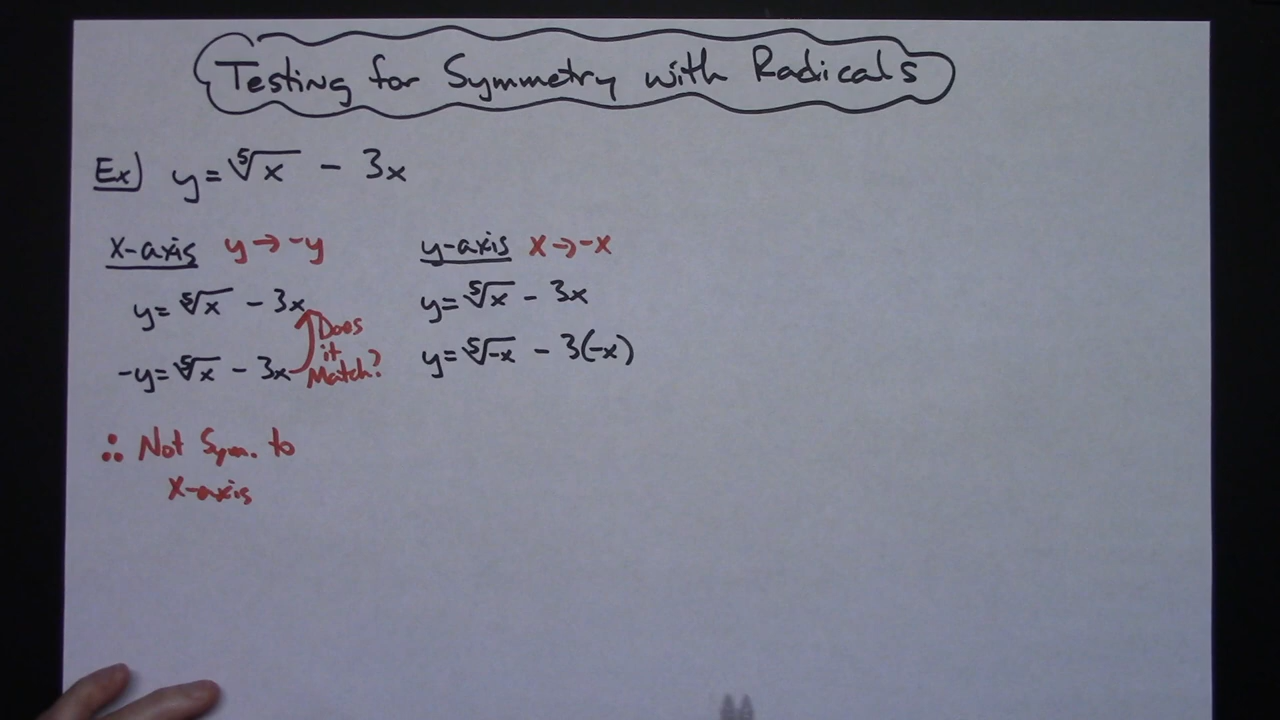 Testing for Symmetry with Radicals
Ex) y = ⁵√x - 3x
x-axis y → -y
y = ⁵√x - 3x
-y = ⁵√x - 3x
Does
it
Match?
∴ Not Sym. to
x-axis
y-axis x → -x
y = ⁵√x - 3x
y = ⁵√-x - 3(-x)